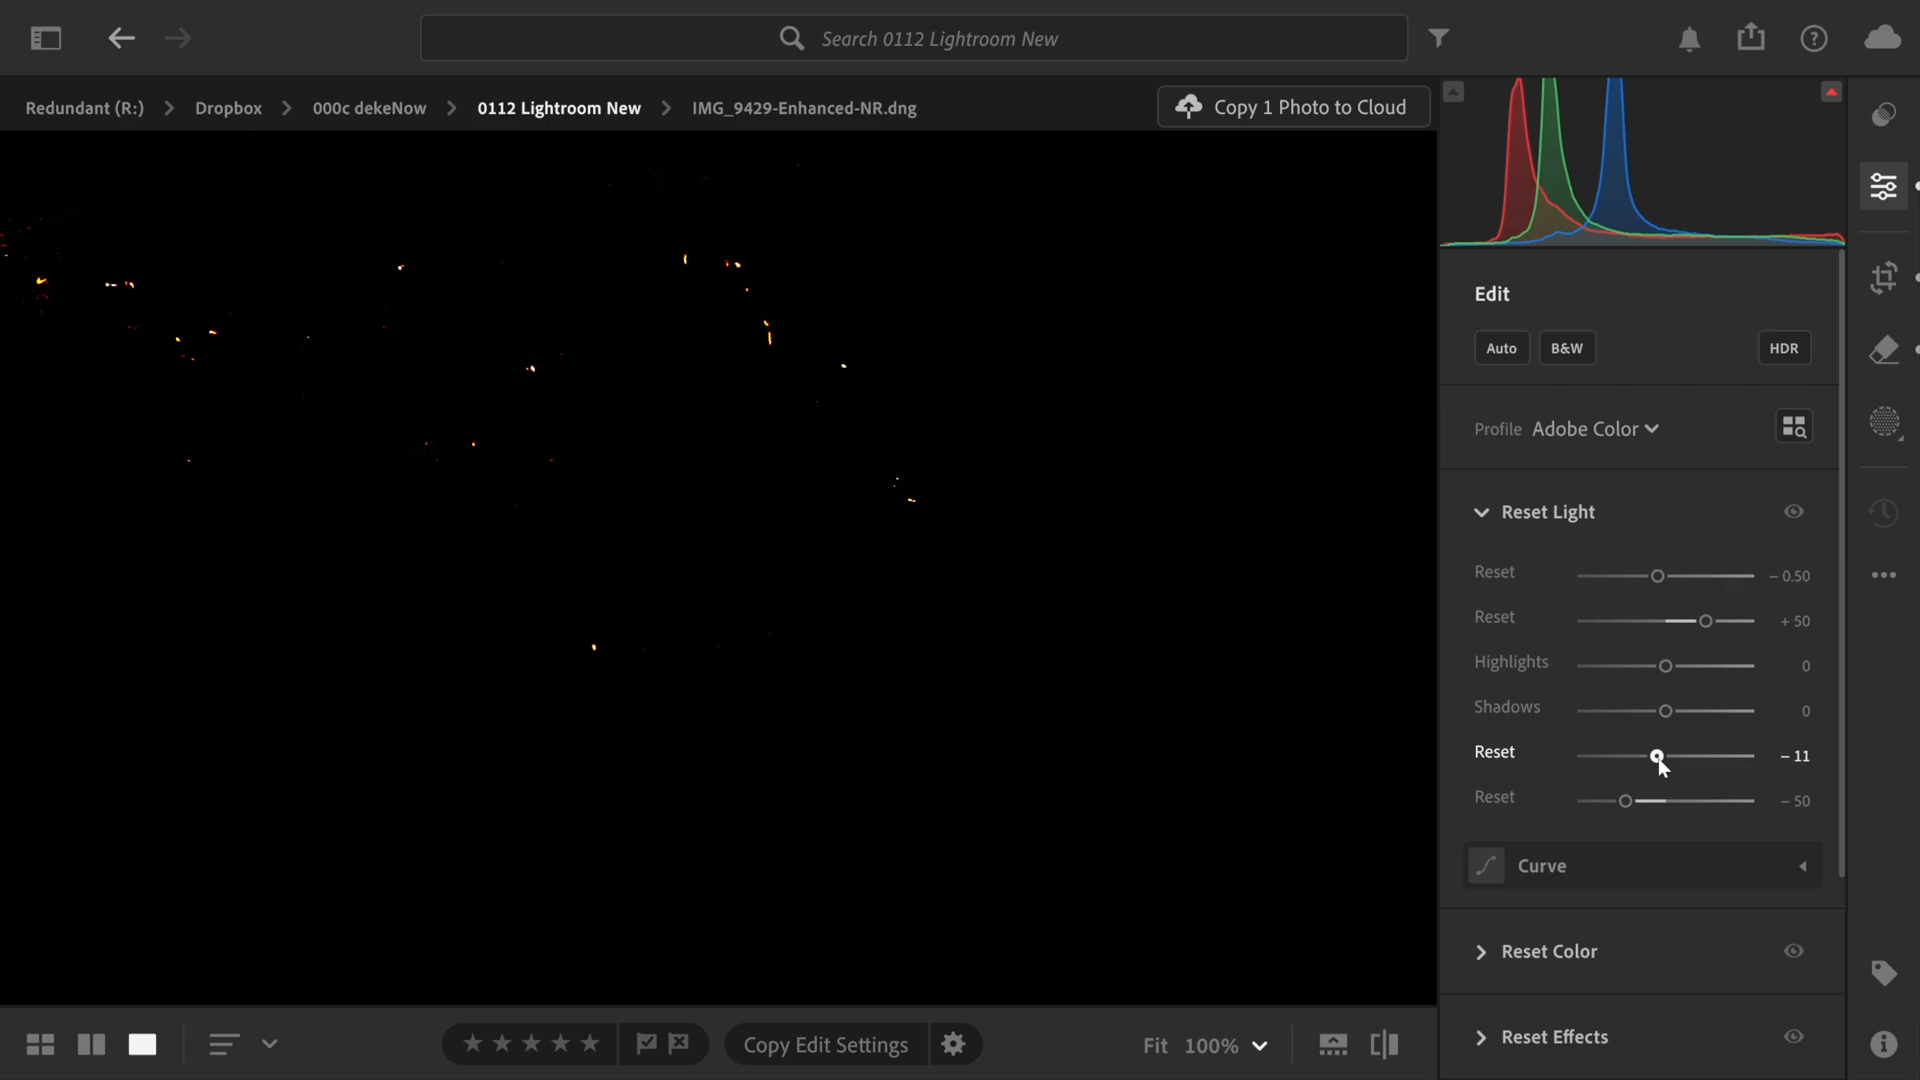 Search 0112 Lightroom New
Redundant (R:) > Dropbox > 000c dekeNow > 0112 Lightroom New > IMG_9429-Enhanced-NR.dng
Copy 1 Photo to Cloud
Edit
Auto B&W HDR
Profile Adobe Color
Reset Light
Reset – 0.50
Reset + 50
Highlights 0
Shadows 0
Reset – 11
Reset – 50
Curve
Reset Color
Reset Effects
Copy Edit Settings
Fit 100%